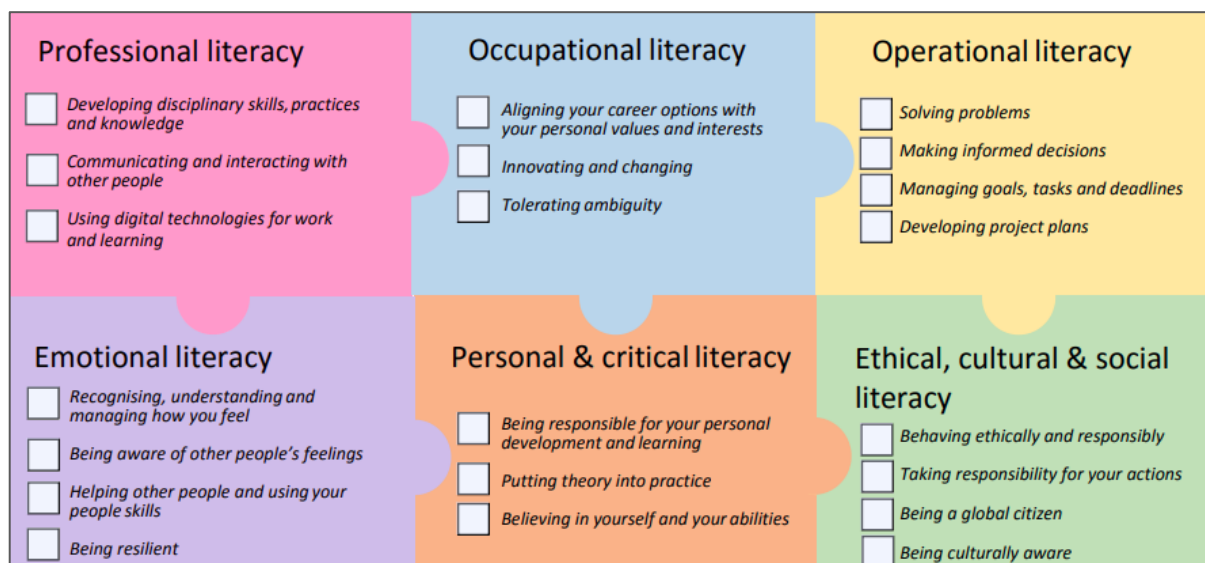 Professional literacy
Developing disciplinary skills, practices
and knowledge
Communicating and interacting with
other people
Using digital technologies for work
and learning
Occupational literacy
Aligning your career options with
your personal values and interests
Innovating and changing
Tolerating ambiguity
Operational literacy
Solving problems
Making informed decisions
Managing goals, tasks and deadlines
Developing project plans
Emotional literacy
Recognising, understanding and
managing how you feel
Being aware of other people's feelings
Helping other people and using your
people skills
Being resilient
Personal & critical literacy
Being responsible for your personal
development and learning
Putting theory into practice
Believing in yourself and your abilities
Ethical, cultural & social
literacy
Behaving ethically and responsibly
Taking responsibility for your actions
Being a global citizen
Being culturally aware